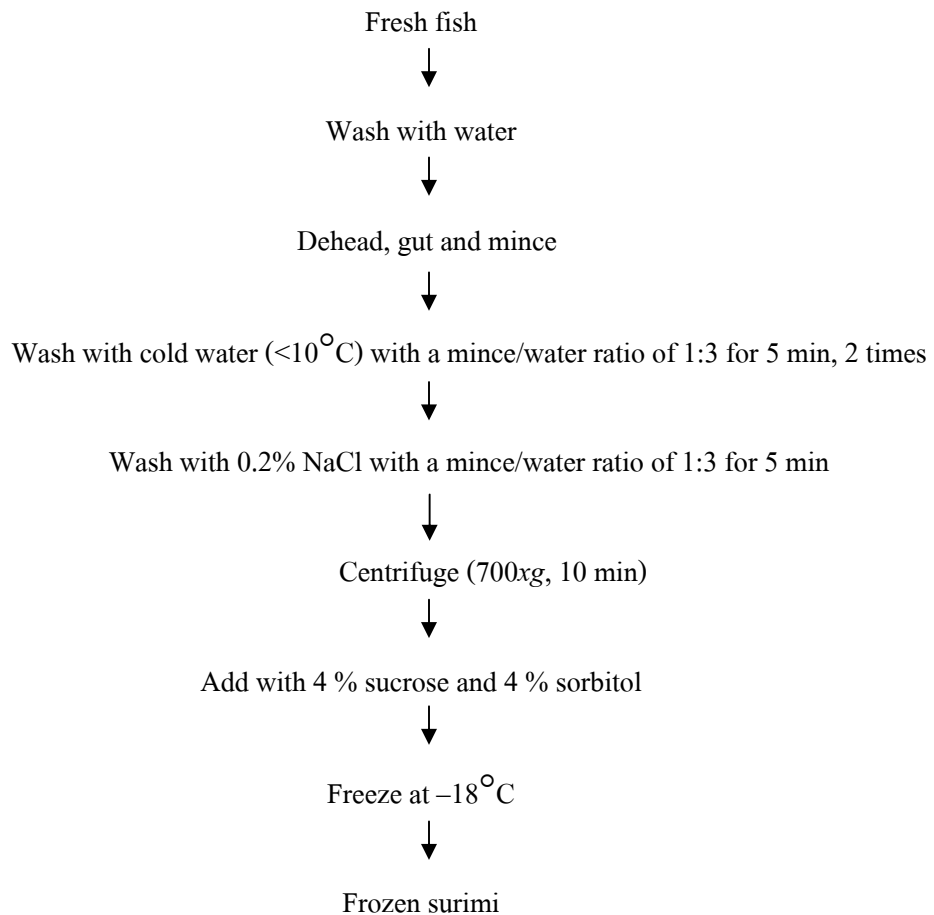 Fresh fish
Wash with water
Dehead, gut and mince
Wash with cold water (<10°C) with a mince/water ratio of 1:3 for 5 min, 2 times
Wash with 0.2% NaCl with a mince/water ratio of 1:3 for 5 min
Centrifuge (700xg, 10 min)
Add with 4 % sucrose and 4 % sorbitol
Freeze at –18°C
Frozen surimi